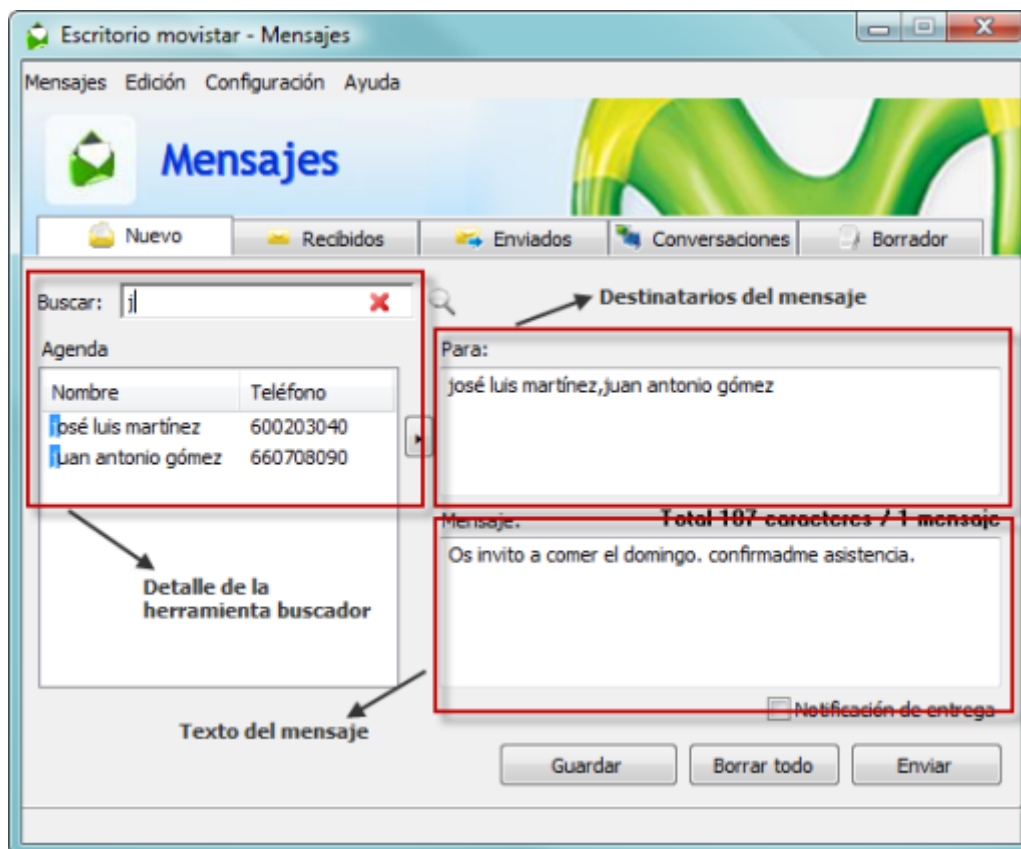 Escritorio movistar - Mensajes
Mensajes Edición Configuración Ayuda
Mensajes
Nuevo Recibidos Enviados Conversaciones Borrador
Buscar: j
Destinatarios del mensaje
Agenda
Para:
Nombre Teléfono
josé luis martínez,juan antonio gómez
josé luis martínez 600203040
juan antonio gómez 660708090
Mensaje: Total 107 caracteres / 1 mensaje
Os invito a comer el domingo. confirmadme asistencia.
Detalle de la
herramienta buscador
Notificación de entrega
Texto del mensaje
Guardar Borrar todo Enviar